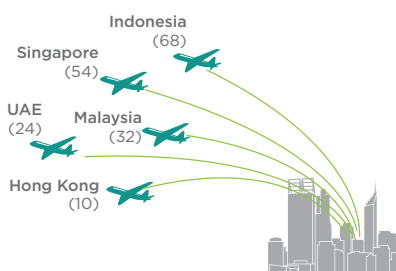 Indonesia
(68)
Singapore
(54)
UAE
(24)
Malaysia
(32)
Hong Kong
(10)